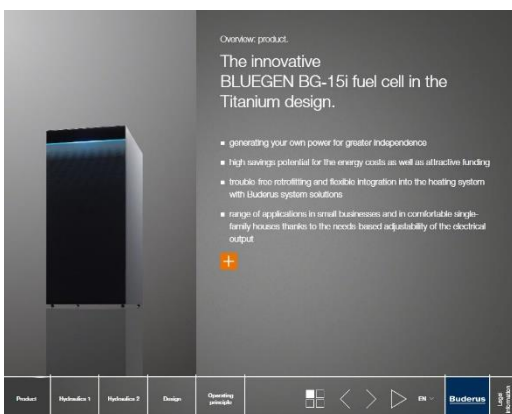 Overview: product.
The innovative
BLUEGEN BG-15i fuel cell in the
Titanium design.
generating your own power for greater independence
high savings potential for the energy costs as well as attractive funding
trouble-free retrofitting and flexible integration into the heating system
with Buderus system solutions
range of applications in small businesses and in comfortable single-
family houses thanks to the needs-based adjustability of the electrical
output
Product
Hydraulics 1
Hydraulics 2
Design
Operating
principle
EN
Buderus
Legal
information